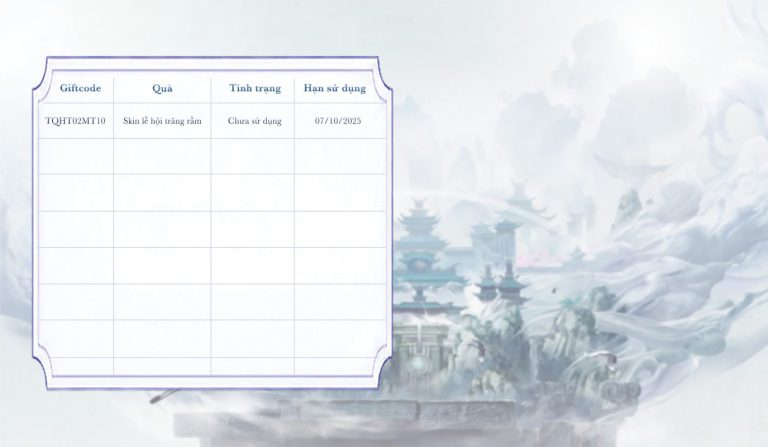 Giftcode Quà Tình trạng Hạn sử dụng
TQHT02MT10 Skin lễ hội trăng rằm Chưa sử dụng 07/10/2025